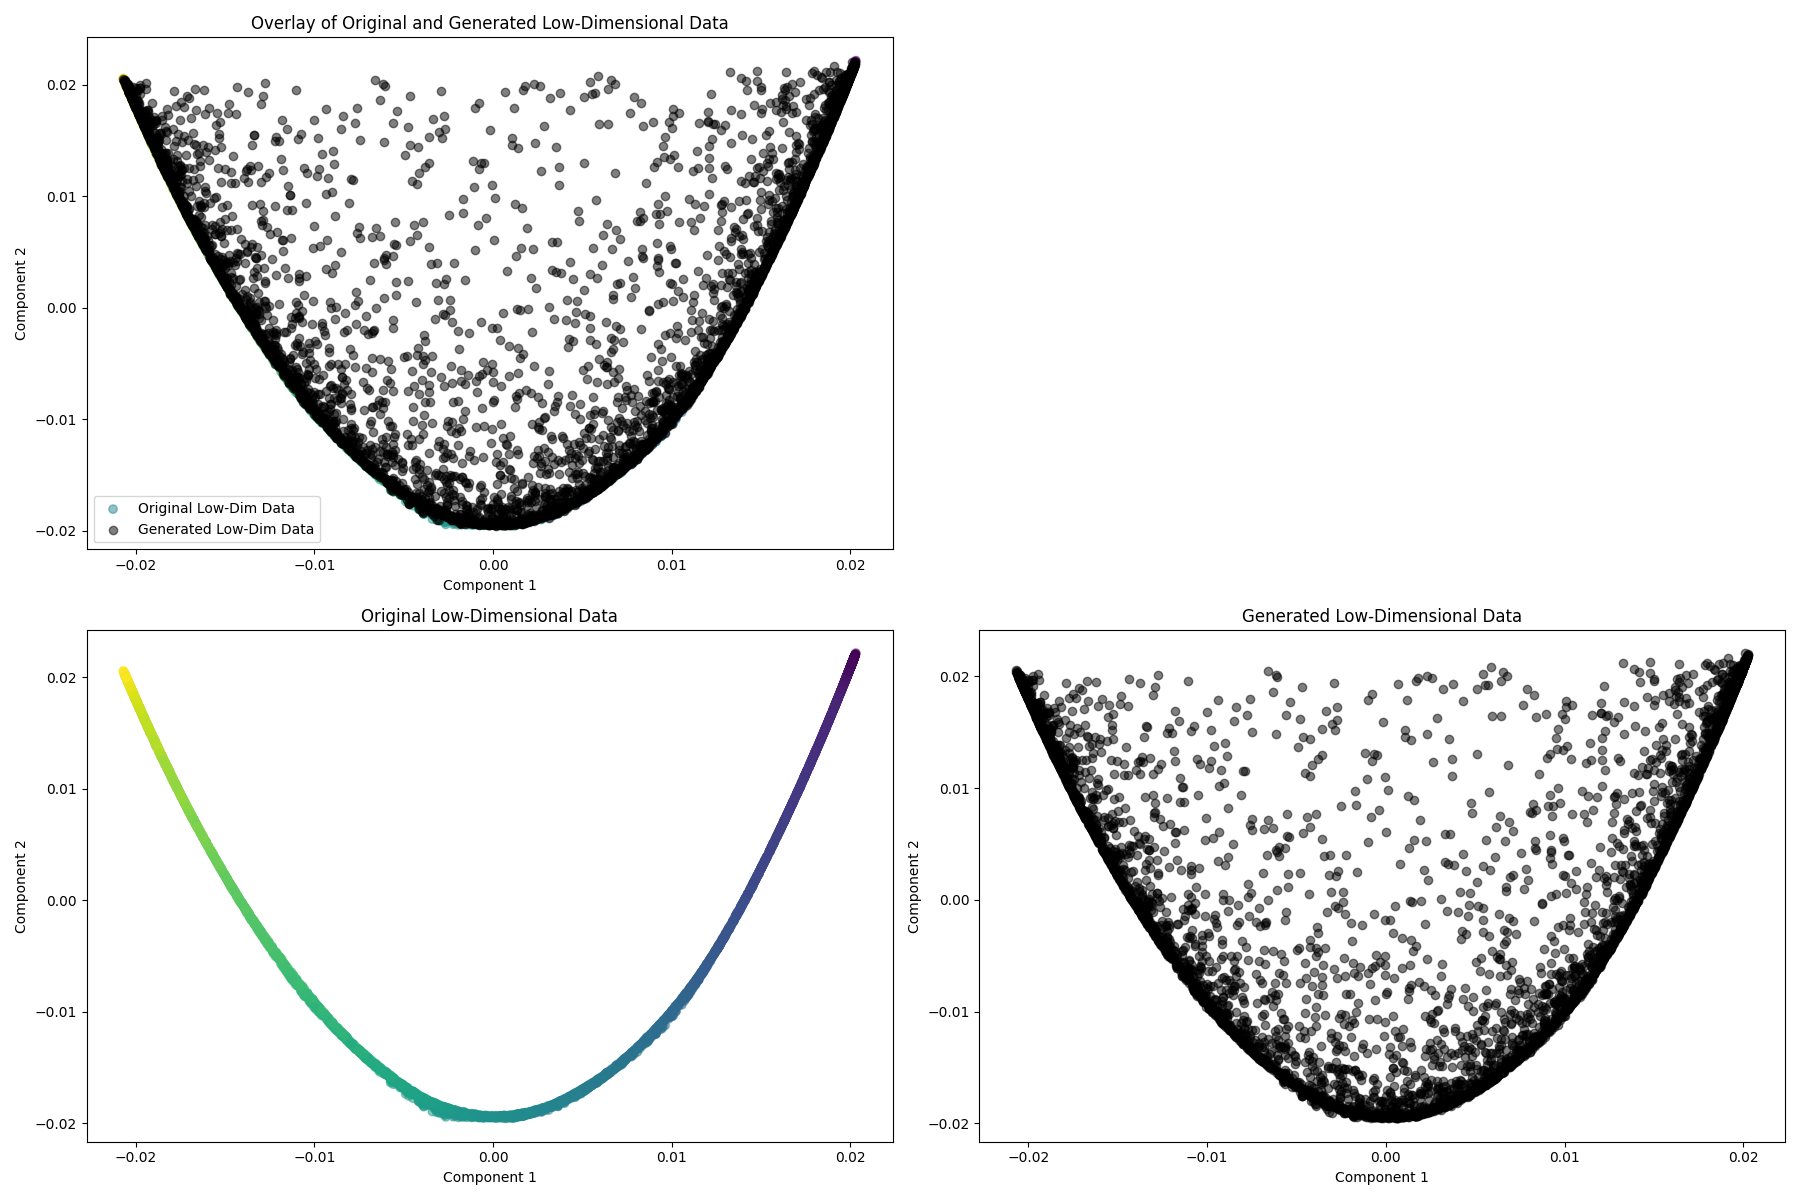 Overlay of Original and Generated Low-Dimensional Data
Component 2
0.02
0.01
0.00
−0.01
−0.02
Original Low-Dim Data
Generated Low-Dim Data
−0.02 −0.01 0.00 0.01 0.02
Component 1
Original Low-Dimensional Data
Component 2
0.02
0.01
0.00
−0.01
−0.02
−0.02 −0.01 0.00 0.01 0.02
Component 1
Generated Low-Dimensional Data
Component 2
0.02
0.01
0.00
−0.01
−0.02
−0.02 −0.01 0.00 0.01 0.02
Component 1